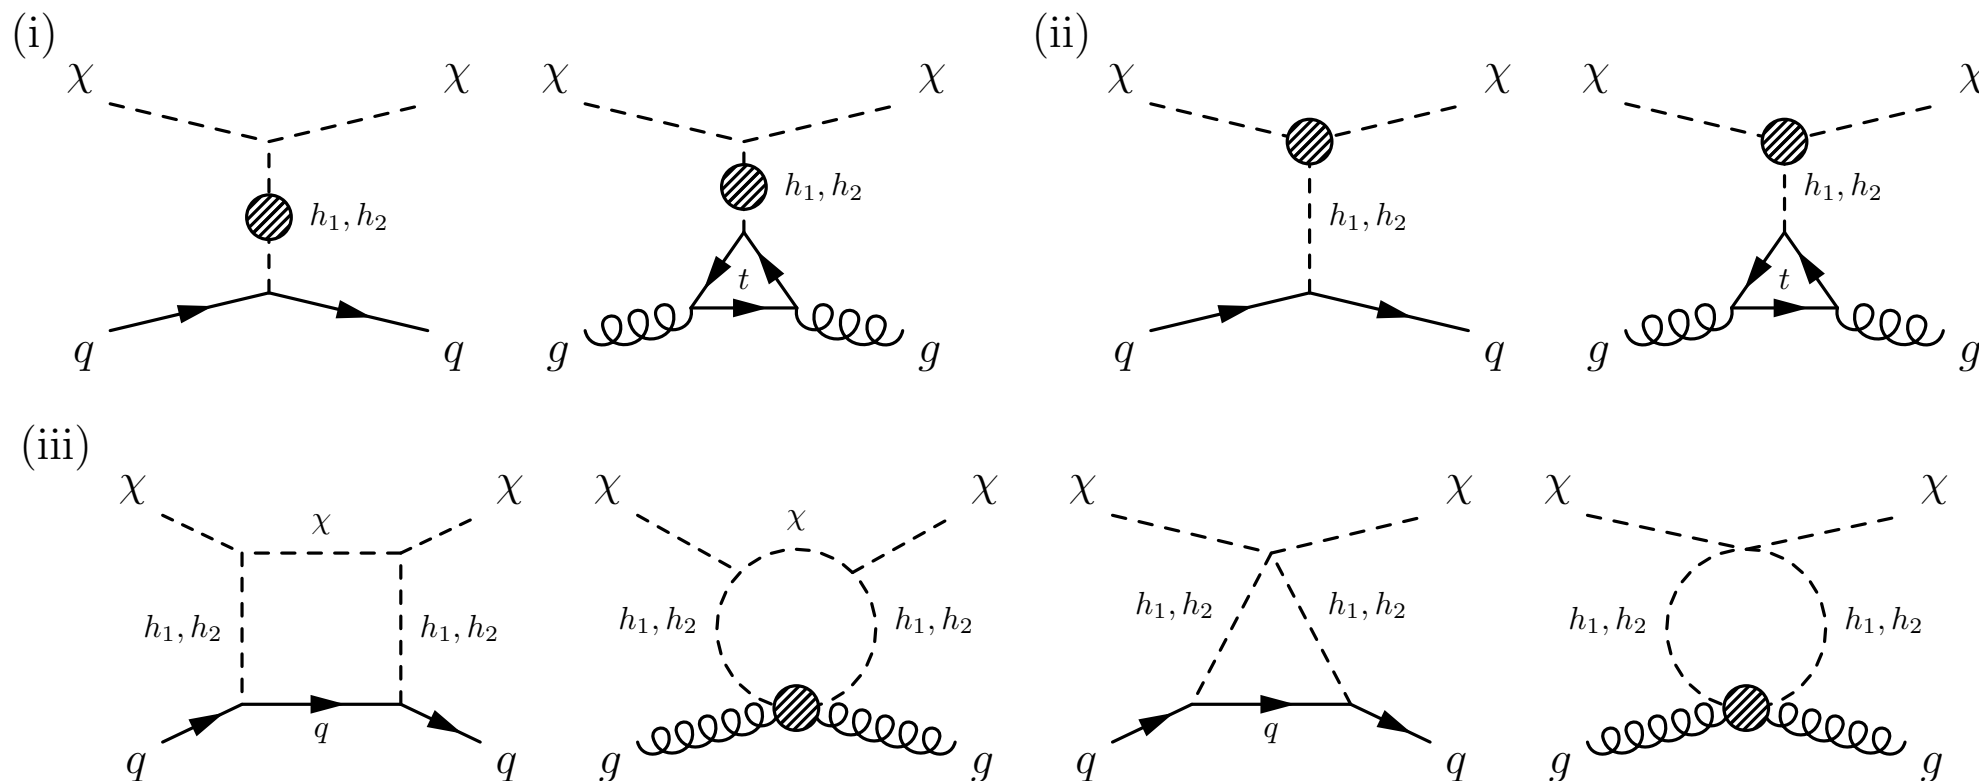 (i) (ii)
χ χ χ χ χ χ χ χ
h₁, h₂ h₁, h₂ h₁, h₂ h₁, h₂
t t
q q g g q q g g
(iii)
χ χ χ χ χ χ χ χ
χ χ
h₁, h₂ h₁, h₂ h₁, h₂ h₁, h₂ h₁, h₂ h₁, h₂ h₁, h₂ h₁, h₂
q q
q q g g q q g g